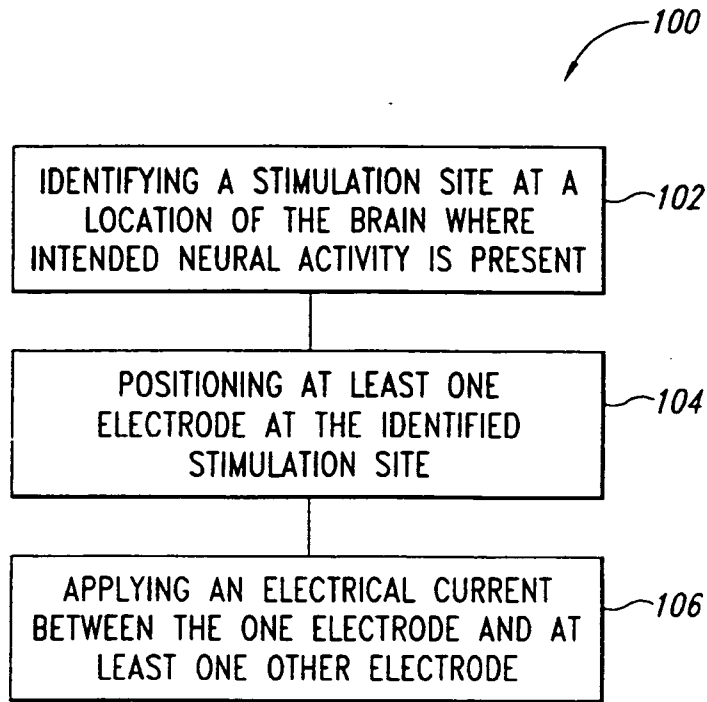 100
IDENTIFYING A STIMULATION SITE AT A
LOCATION OF THE BRAIN WHERE
INTENDED NEURAL ACTIVITY IS PRESENT
102
POSITIONING AT LEAST ONE
ELECTRODE AT THE IDENTIFIED
STIMULATION SITE
104
APPLYING AN ELECTRICAL CURRENT
BETWEEN THE ONE ELECTRODE AND AT
LEAST ONE OTHER ELECTRODE
106